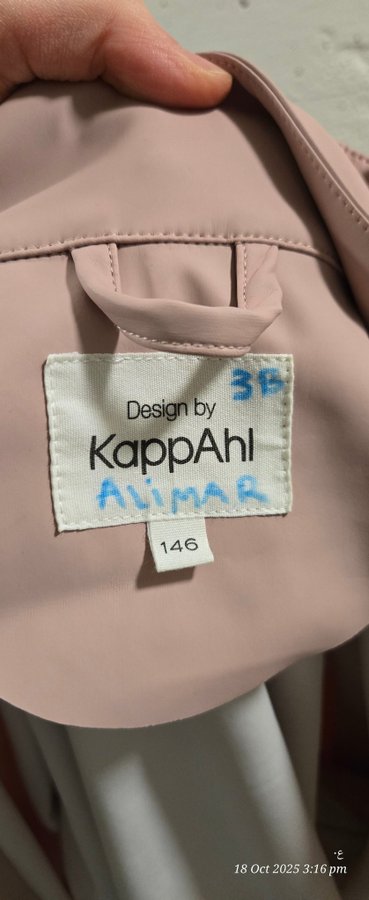 3B
Design by
KappAhl
ALiMAR
146
ع.
18 Oct 2025 3:16 pm